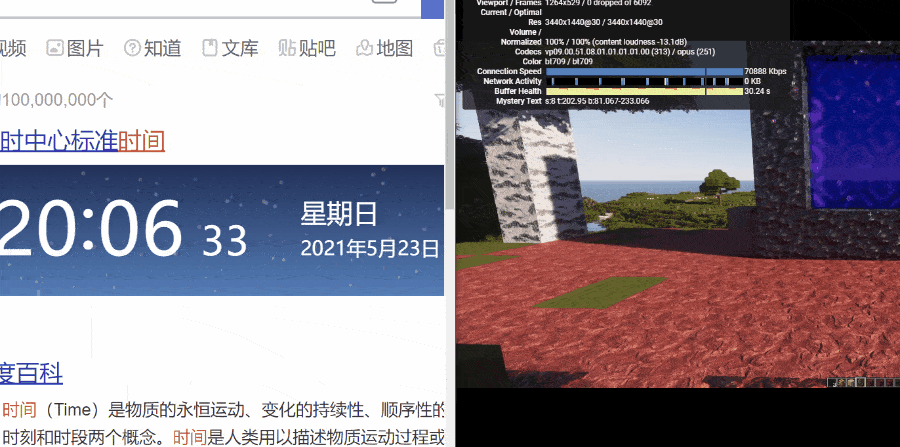 视频 图片 知道 文库 贴吧 地图
100,000,000个
时中心标准时间
20:06 33
星期日
2021年5月23日
度百科
时间（Time）是物质的永恒运动、变化的持续性、顺序性的
时刻和时段两个概念。时间是人类用以描述物质运动过程或
Viewport / Frames 1264x529 / 0 dropped of 6092
Current / Optimal
Res 3440x1440@30 / 3440x1440@30
Volume /
Normalized 100% / 100% (content loudness -13.1dB)
Codecs vp09.00.51.08.01.01.01.01.00 (313) / opus (251)
Color bt709 / bt709
Connection Speed 70888 Kbps
Network Activity 0 KB
Buffer Health 30.24 s
Mystery Text s:8 t:202.95 b:81.067-233.066